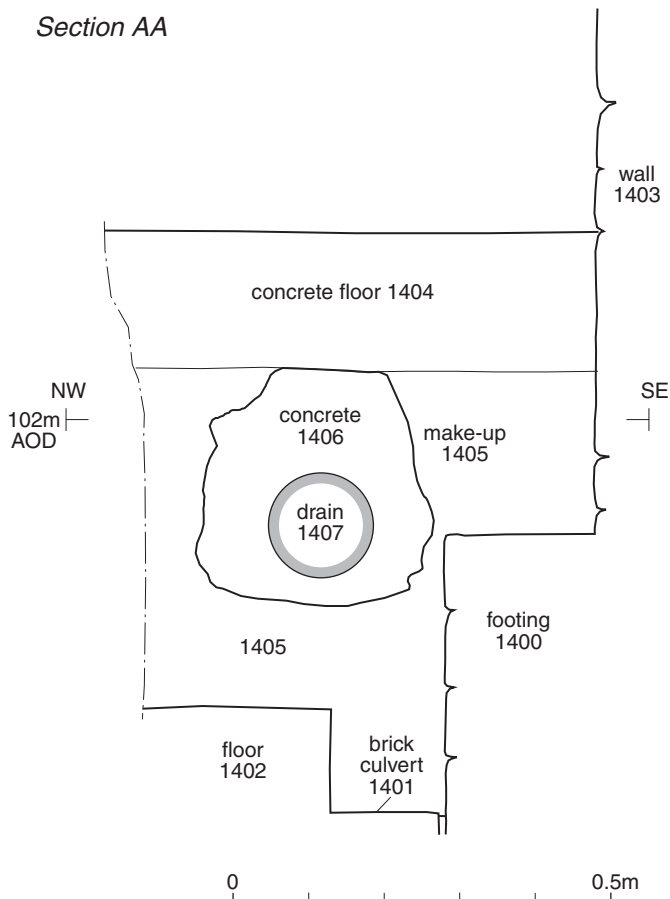 Section AA
wall
1403
concrete floor 1404
NW
SE
102m
AOD
concrete
1406
make-up
1405
drain
1407
footing
1400
1405
floor
1402
brick
culvert
1401
0
0.5m